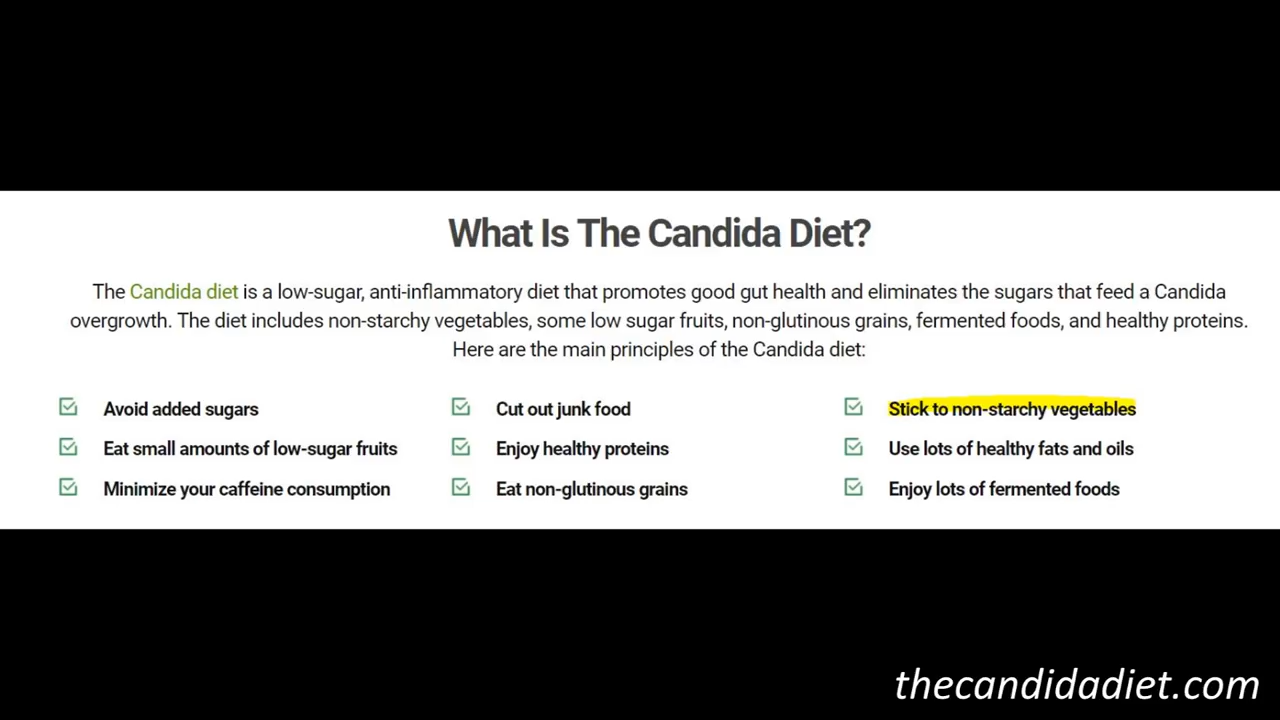 What Is The Candida Diet?
The Candida diet is a low-sugar, anti-inflammatory diet that promotes good gut health and eliminates the sugars that feed a Candida
overgrowth. The diet includes non-starchy vegetables, some low sugar fruits, non-glutinous grains, fermented foods, and healthy proteins.
Here are the main principles of the Candida diet:
Avoid added sugars
Eat small amounts of low-sugar fruits
Minimize your caffeine consumption
Cut out junk food
Enjoy healthy proteins
Eat non-glutinous grains
Stick to non-starchy vegetables
Use lots of healthy fats and oils
Enjoy lots of fermented foods
thecandidadiet.com